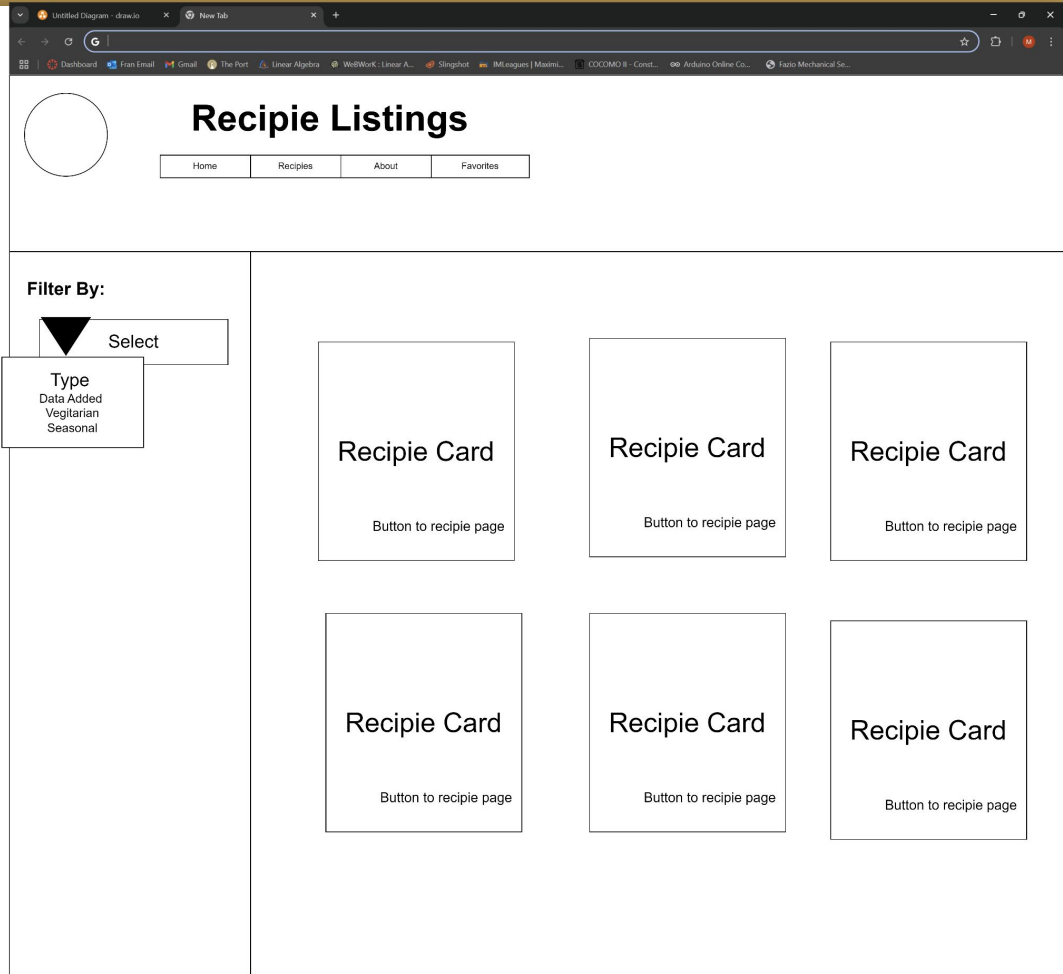 Untitled Diagram - draw.io
New Tab
G
M
Dashboard Fran Email Gmail The Port Linear Algebra WeBWorK : Linear A... Slingshot IMLeagues | Maximi... COCOMO II - Const... Arduino Online Co... Fazio Mechanical Se...
Recipie Listings
Home Recipies About Favorites
Filter By:
Select
Type
Data Added
Vegitarian
Seasonal
Recipie Card Recipie Card Recipie Card
Button to recipie page Button to recipie page Button to recipie page
Recipie Card Recipie Card Recipie Card
Button to recipie page Button to recipie page Button to recipie page